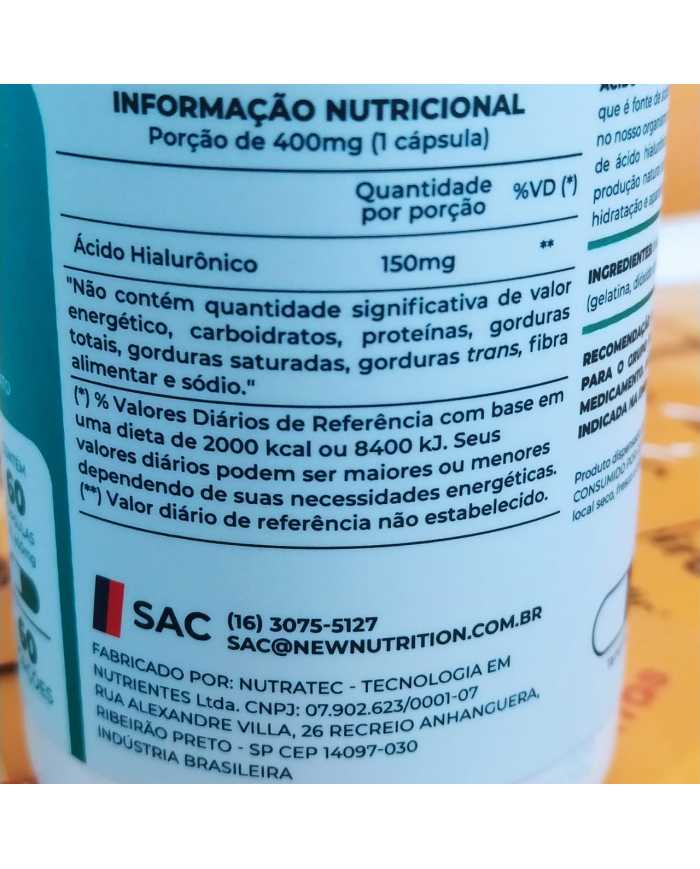 INFORMAÇÃO NUTRICIONAL
Porção de 400mg (1 cápsula)
Quantidade
por porção
%VD (*)
Ácido Hialurônico 150mg **
"Não contém quantidade significativa de valor
energético, carboidratos, proteínas, gorduras
totais, gorduras saturadas, gorduras trans, fibra
alimentar e sódio."
(*) % Valores Diários de Referência com base em
uma dieta de 2000 kcal ou 8400 kJ. Seus
valores diários podem ser maiores ou menores
dependendo de suas necessidades energéticas.
(**) Valor diário de referência não estabelecido.
SAC (16) 3075-5127
SAC@NEWNUTRITION.COM.BR
FABRICADO POR: NUTRATEC - TECNOLOGIA EM
NUTRIENTES Ltda. CNPJ: 07.902.623/0001-07
RUA ALEXANDRE VILLA, 26 RECREIO ANHANGUERA,
RIBEIRÃO PRETO - SP CEP 14097-030
INDÚSTRIA BRASILEIRA
que é fonte de
no nosso
de ácido
produção
hidratação e
INGREDIENTES
(gelatina,
RECOMENDAÇÃO
PARA O
MEDICAMENTO
INDICADA NA
Produto
CONSUMIDO
local seco,
60
60